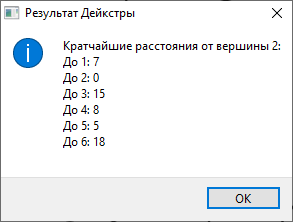 Результат Дейкстры
Кратчайшие расстояния от вершины 2:
До 1: 7
До 2: 0
До 3: 15
До 4: 8
До 5: 5
До 6: 18
OK